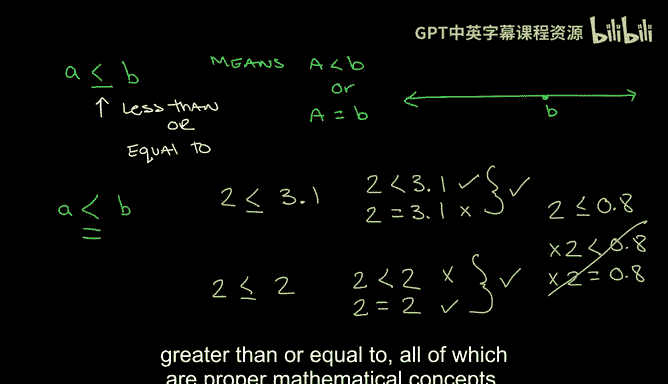 GPT中英字幕课程资源 bilibili
a ≤ b MEANS A < b
or
A = b
b
↑ Less than
OR
Equal to
a ≦ b
2 ≤ 3.1 2 < 3.1 ✓ } ✓
2 = 3.1 x
2 ≤ 0.8
x 2 < 0.8
x 2 = 0.8
2 ≤ 2 2 < 2 x } ✓
2 = 2 ✓
greater than or equal to, all of which
are proper mathematical concepts